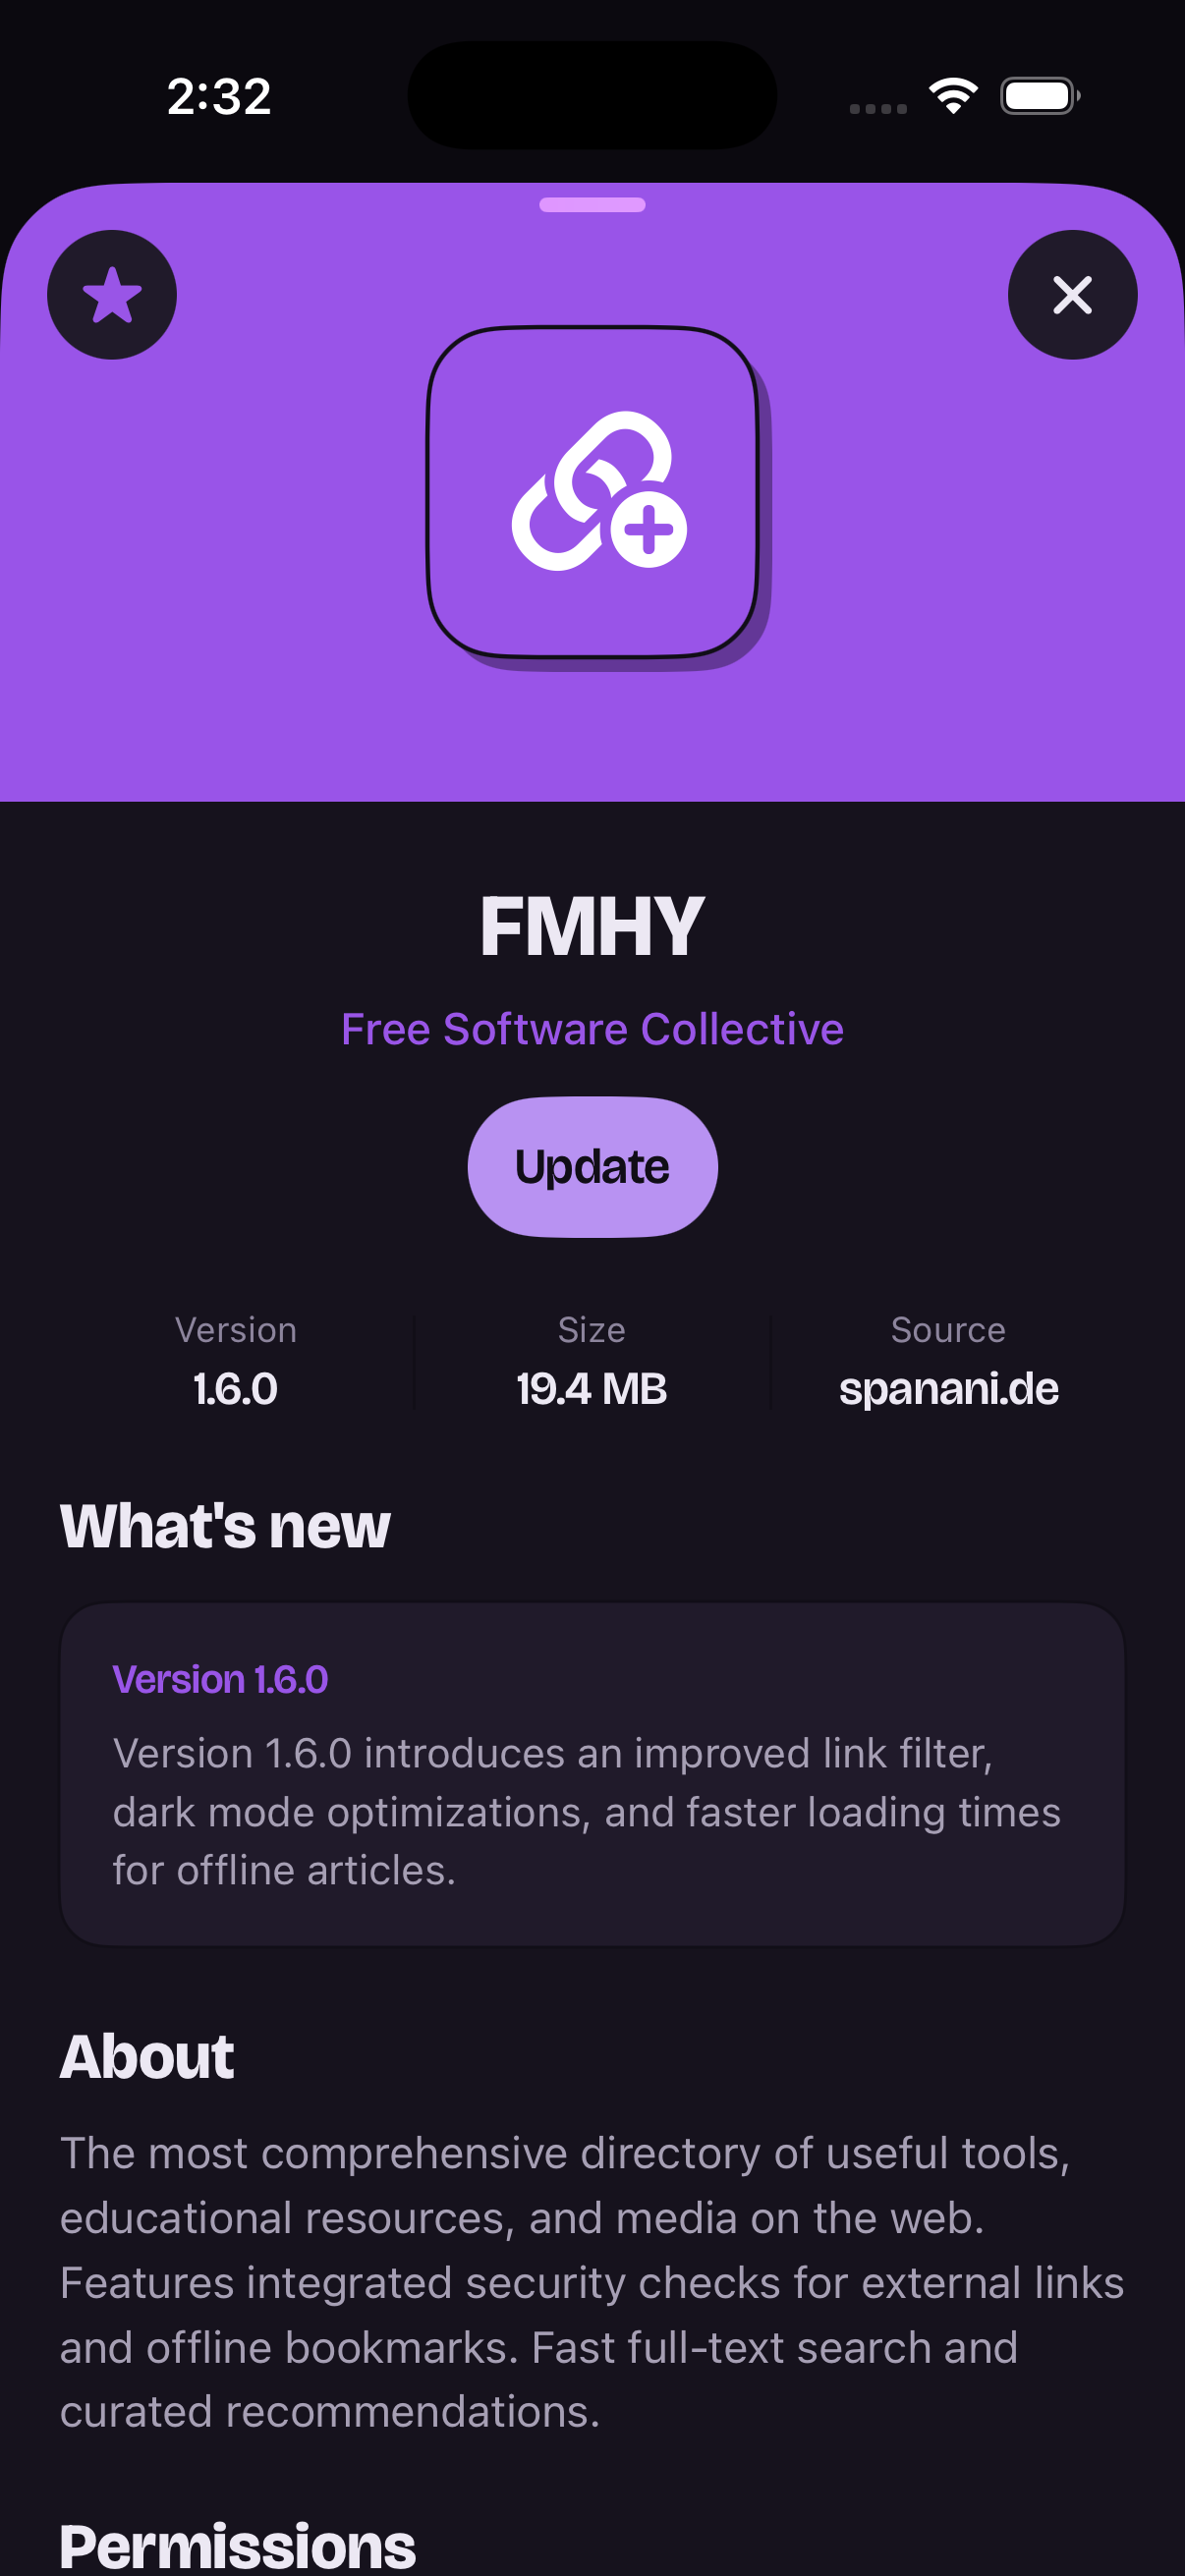 2:32
FMHY
Free Software Collective
Update
Version
1.6.0
Size
19.4 MB
Source
spanani.de
What's new
Version 1.6.0
Version 1.6.0 introduces an improved link filter,
dark mode optimizations, and faster loading times
for offline articles.
About
The most comprehensive directory of useful tools,
educational resources, and media on the web.
Features integrated security checks for external links
and offline bookmarks. Fast full-text search and
curated recommendations.
Permissions